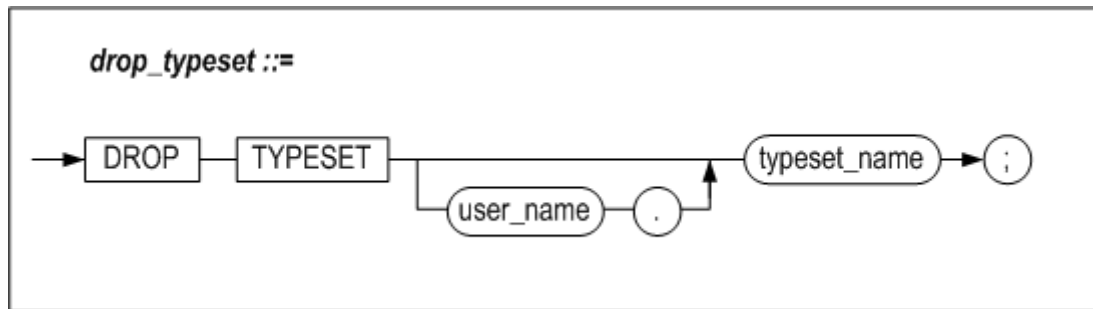 drop_typeset ::=
DROP TYPESET typeset_name ;
user_name .